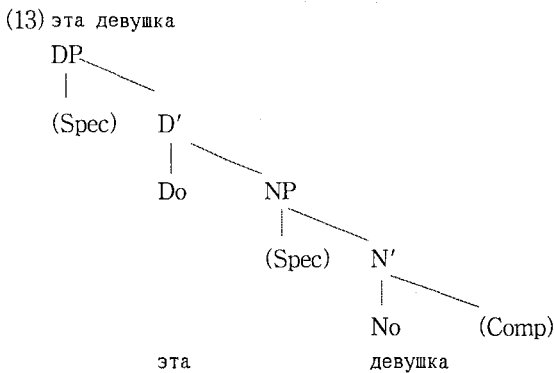 (13) эта девушка
DP
(Spec) D′
Do NP
(Spec) N′
No (Comp)
эта девушка